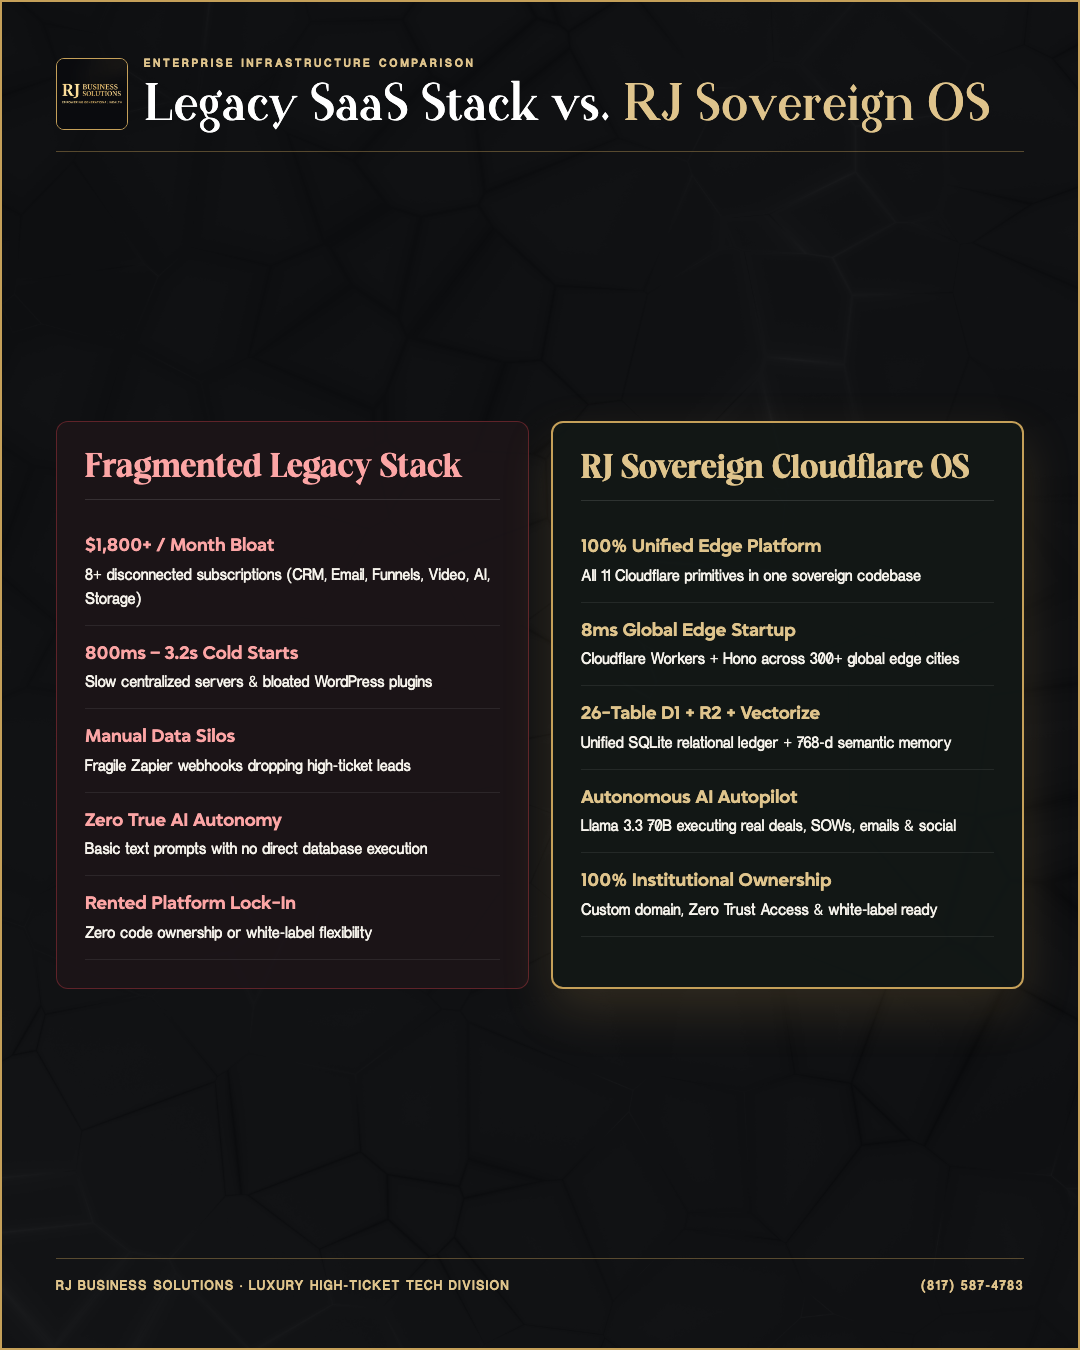 RJ BUSINESS
SOLUTIONS
ENTERPRISE INFRASTRUCTURE COMPARISON
Legacy SaaS Stack vs. RJ Sovereign OS
Fragmented Legacy Stack
$1,800+ / Month Bloat
8+ disconnected subscriptions (CRM, Email, Funnels, Video, AI,
Storage)
800ms – 3.2s Cold Starts
Slow centralized servers & bloated WordPress plugins
Manual Data Silos
Fragile Zapier webhooks dropping high-ticket leads
Zero True AI Autonomy
Basic text prompts with no direct database execution
Rented Platform Lock-In
Zero code ownership or white-label flexibility
RJ Sovereign Cloudflare OS
100% Unified Edge Platform
All 11 Cloudflare primitives in one sovereign codebase
8ms Global Edge Startup
Cloudflare Workers + Hono across 300+ global edge cities
26-Table D1 + R2 + Vectorize
Unified SQLite relational ledger + 768-d semantic memory
Autonomous AI Autopilot
Llama 3.3 70B executing real deals, SOWs, emails & social
100% Institutional Ownership
Custom domain, Zero Trust Access & white-label ready
RJ BUSINESS SOLUTIONS · LUXURY HIGH-TICKET TECH DIVISION
(817) 587-4783